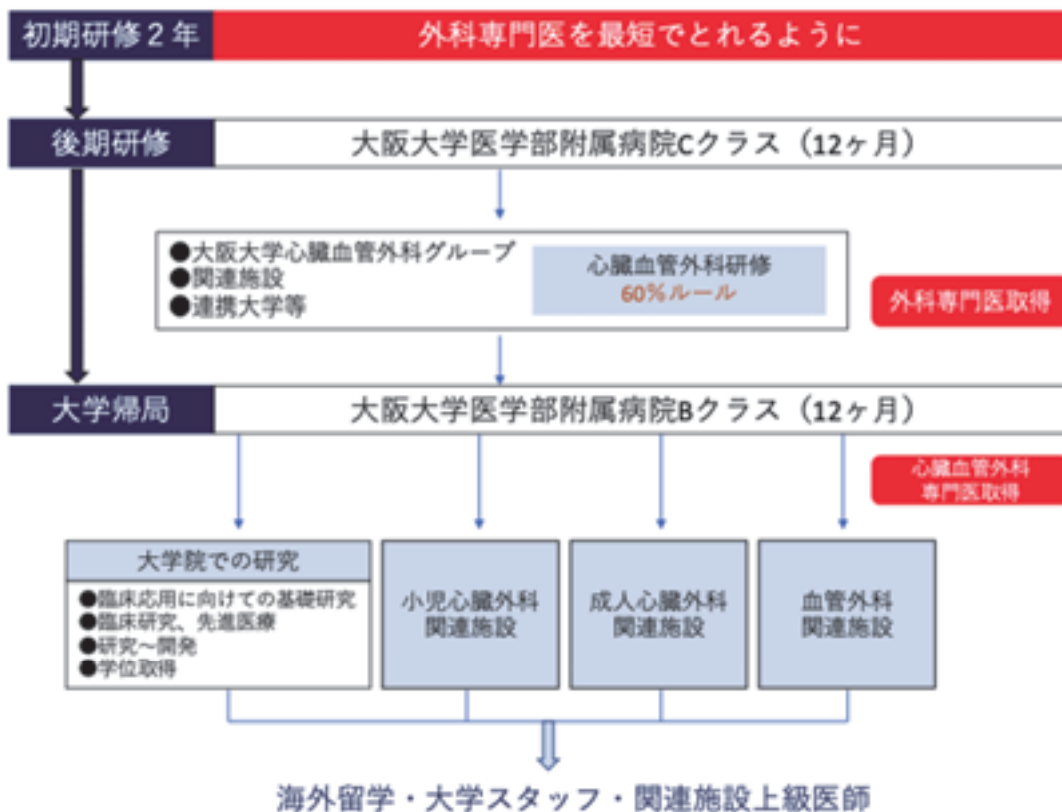 初期研修２年
外科専門医を最短でとれるように
後期研修
大阪大学医学部附属病院Cクラス（12ヶ月）
●大阪大学心臓血管外科グループ
●関連施設
●連携大学等
心臓血管外科研修
60%ルール
外科専門医取得
大学帰局
大阪大学医学部附属病院Bクラス（12ヶ月）
心臓血管外科
専門医取得
大学院での研究
●臨床応用に向けての基礎研究
●臨床研究、先進医療
●研究～開発
●学位取得
小児心臓外科
関連施設
成人心臓外科
関連施設
血管外科
関連施設
海外留学・大学スタッフ・関連施設上級医師